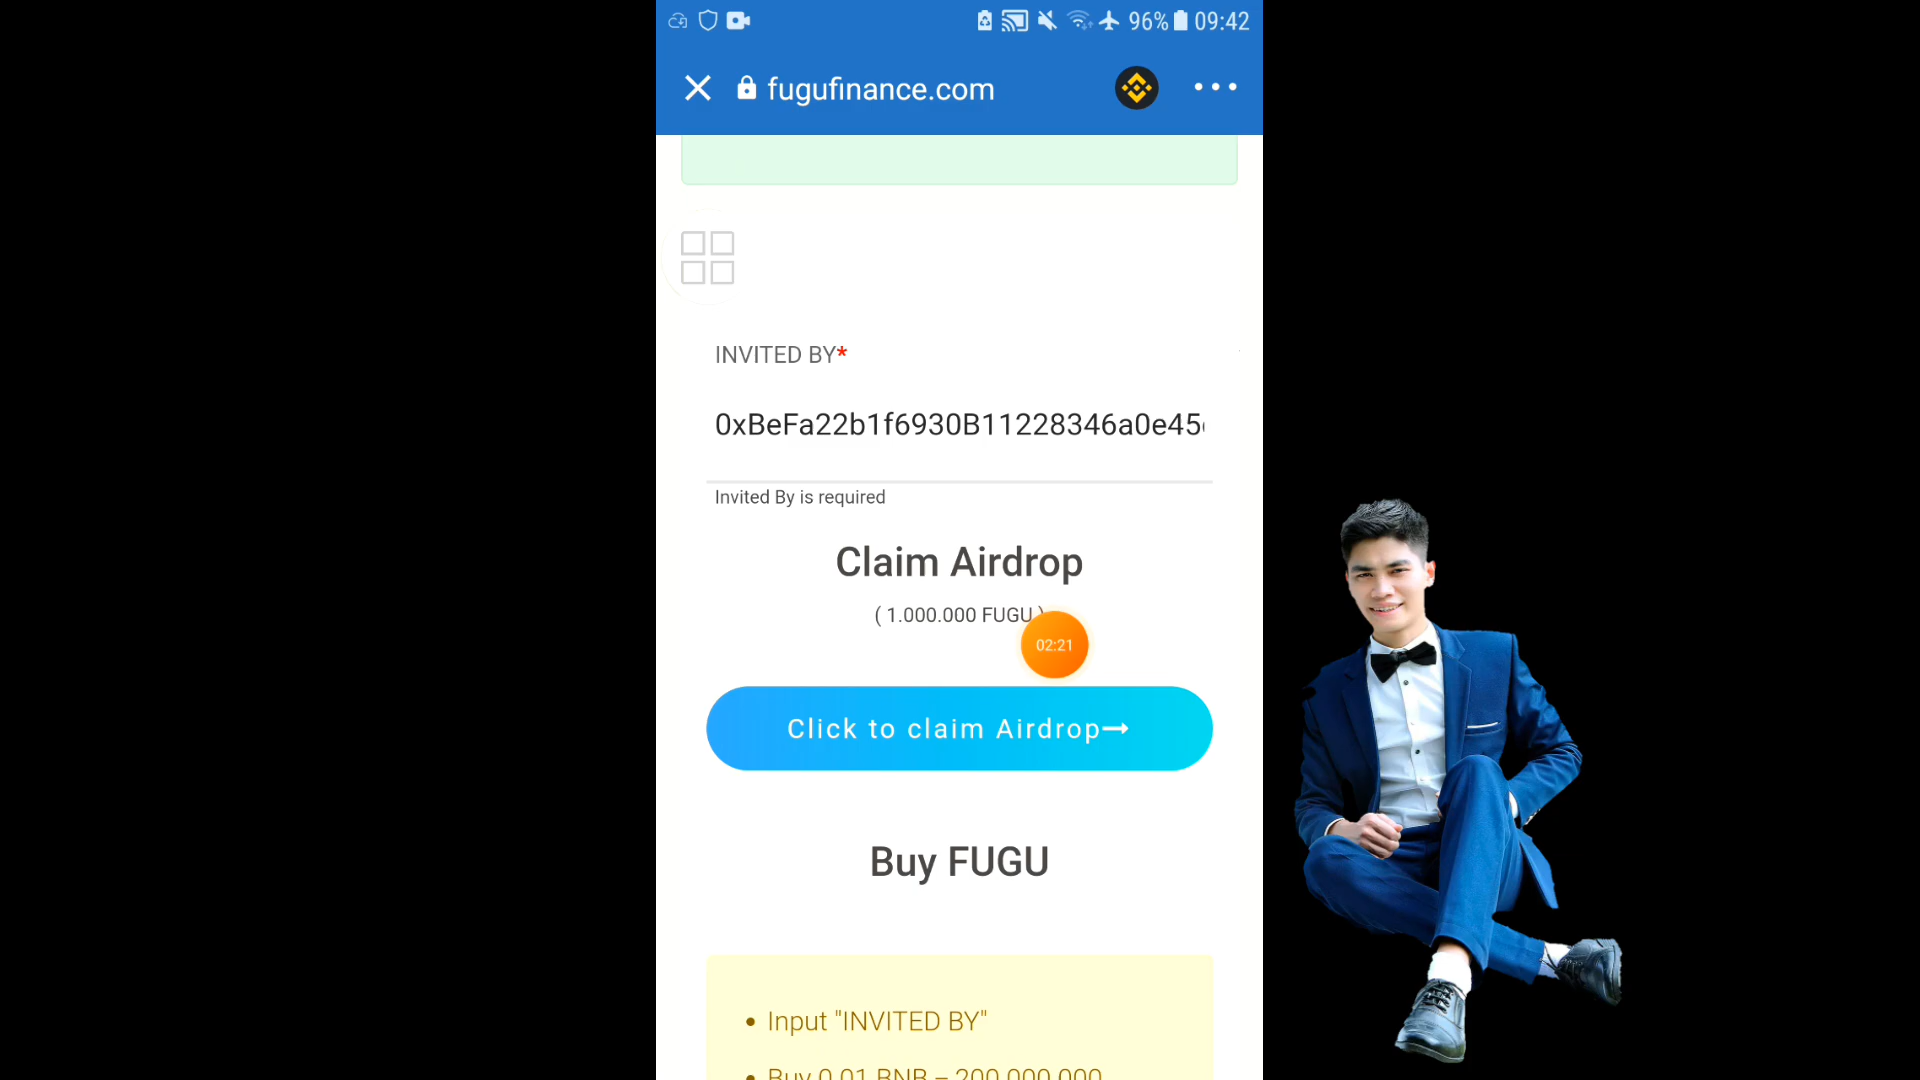 96% 09:42
fugufinance.com
INVITED BY*
0xBeFa22b1f6930B11228346a0e45
Invited By is required
Claim Airdrop
( 1.000.000 FUGU )
02:21
Click to claim Airdrop→
Buy FUGU
• Input "INVITED BY"
• Buy 0.01 BNB = 200.000.000